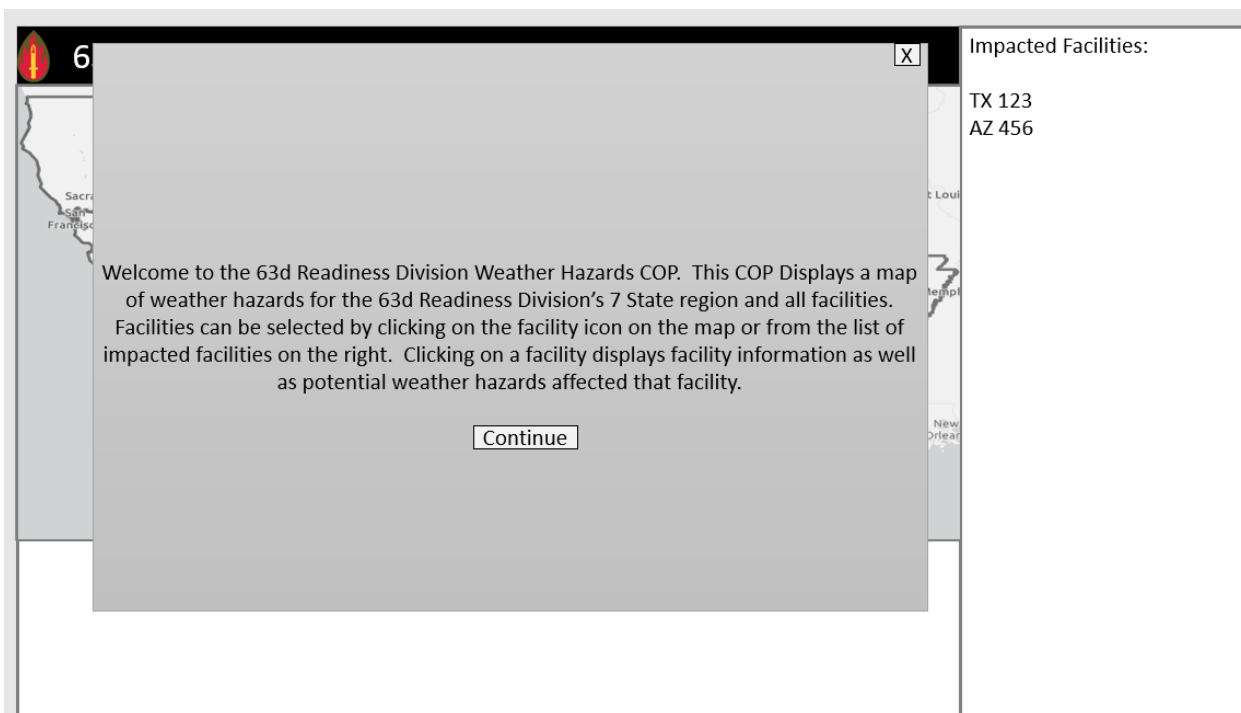 6
X
Impacted Facilities:
TX 123
AZ 456
Sacra
San
Francisc
t Loui
Memph
New
Orlean
Welcome to the 63d Readiness Division Weather Hazards COP.  This COP Displays a map
of weather hazards for the 63d Readiness Division’s 7 State region and all facilities.
Facilities can be selected by clicking on the facility icon on the map or from the list of
impacted facilities on the right.  Clicking on a facility displays facility information as well
as potential weather hazards affected that facility.
Continue